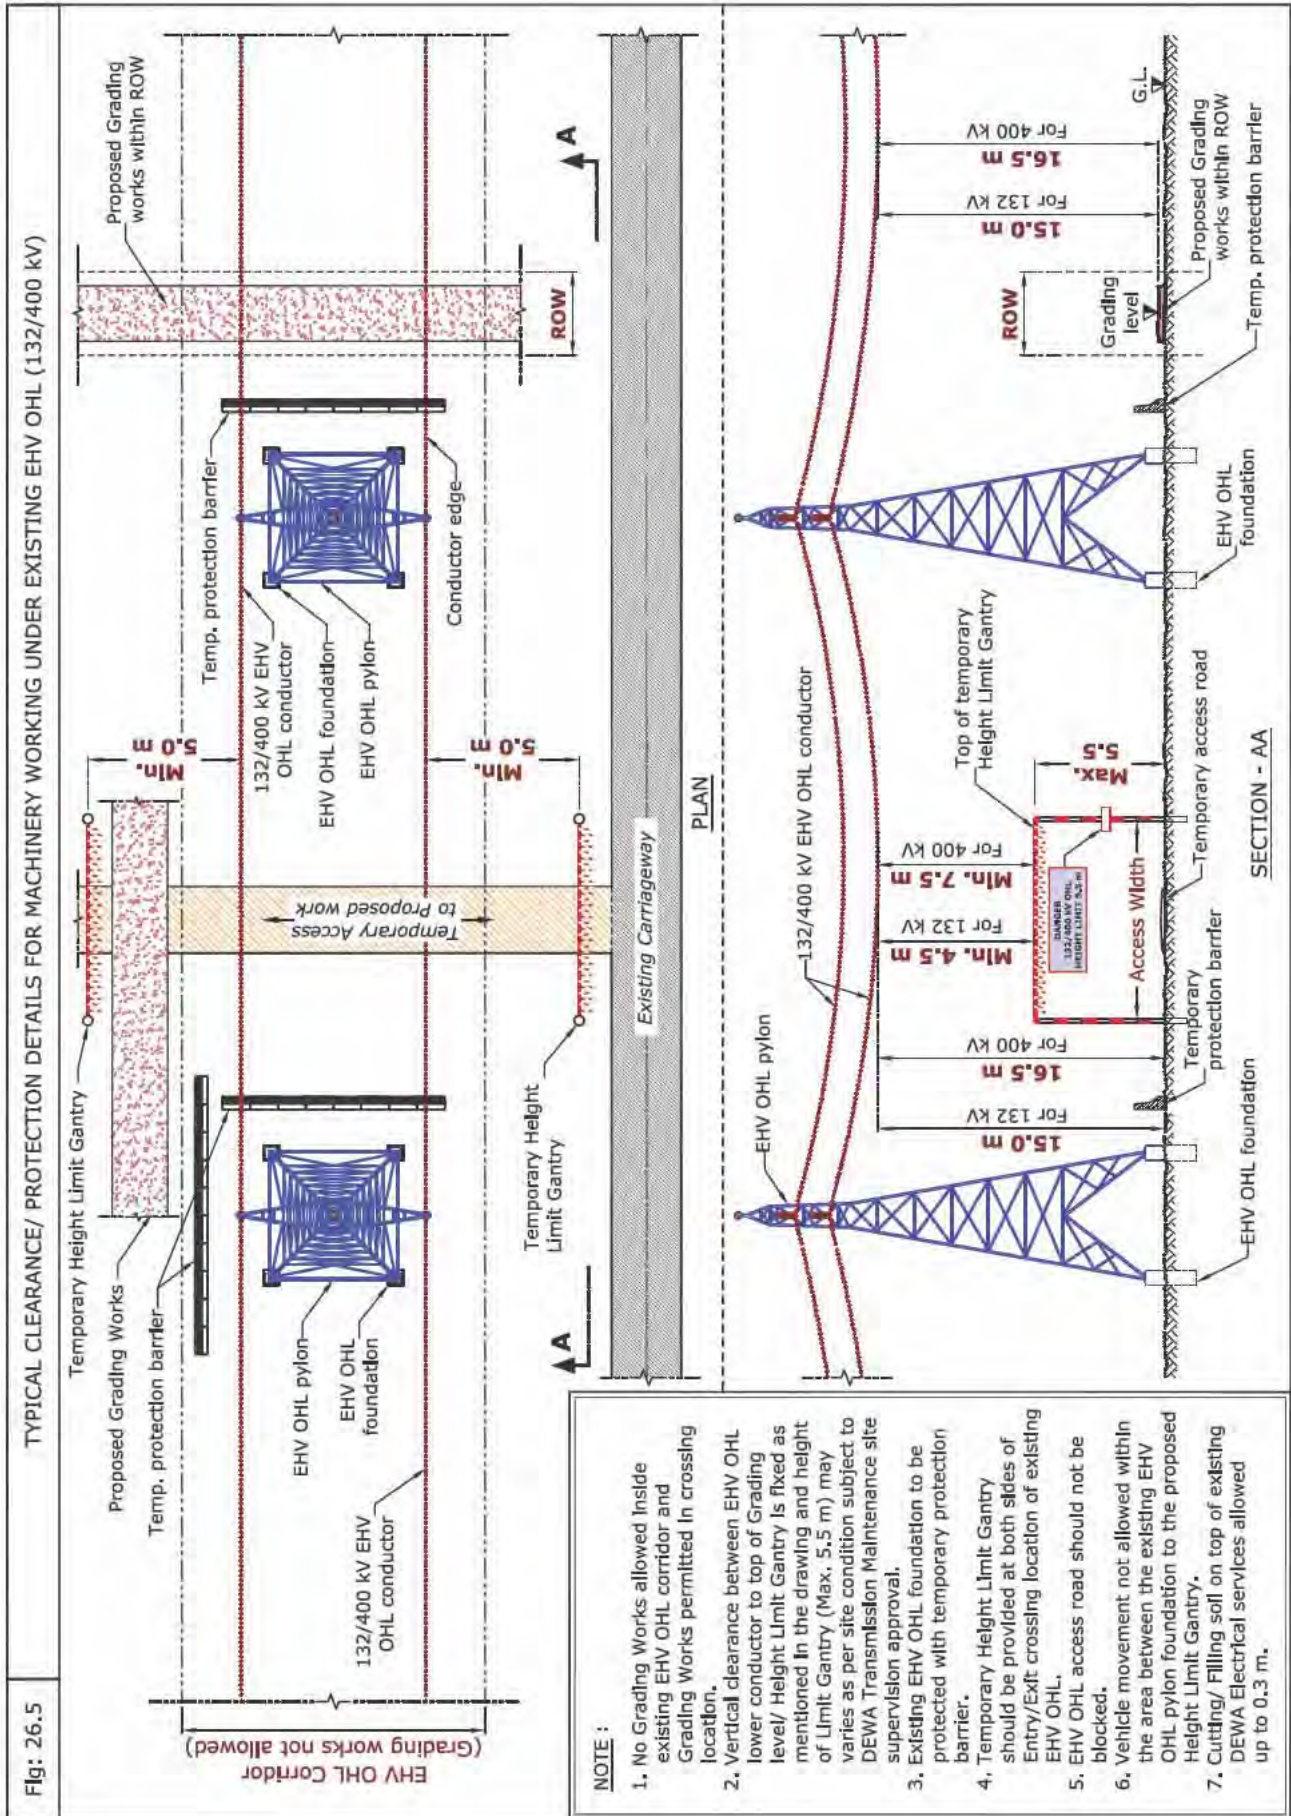 Fig: 26.5
TYPICAL CLEARANCE/ PROTECTION DETAILS FOR MACHINERY WORKING UNDER EXISTING EHV OHL (132/400 kV)
Temporary Height Limit Gantry
Proposed Grading Works
Temp. protection barrier
EHV OHL Corridor
(Grading works not allowed)
EHV OHL pylon
EHV OHL
foundation
132/400 kV EHV
OHL conductor
Temporary Height
Limit Gantry
A
Min.
5.0 m
Min.
5.0 m
Temporary Access
to Proposed work
Existing Carriageway
Temp. protection barrier
132/400 kV EHV
OHL conductor
EHV OHL foundation
EHV OHL pylon
Conductor edge
Proposed Grading
works within ROW
ROW
A
PLAN
EHV OHL pylon
132/400 kV EHV OHL conductor
15.0 m
For 132 kV
16.5 m
For 400 kV
Min. 4.5 m
For 132 kV
Min. 7.5 m
For 400 kV
Top of temporary
Height Limit Gantry
DANGER
132/400 KV OHL
HEIGHT LIMIT 5.5 M
Access Width
Max.
5.5
Temporary
protection barrier
Temporary access road
EHV OHL foundation
EHV OHL
foundation
ROW
Grading
level
15.0 m
For 132 kV
16.5 m
For 400 kV
G.L.
Proposed Grading
works within ROW
Temp. protection barrier
SECTION - AA
NOTE :
1. No Grading Works allowed Inside
existing EHV OHL corridor and
Grading Works permitted in crossing
location.
2. Vertical clearance between EHV OHL
lower conductor to top of Grading
level/ Height Limit Gantry is fixed as
mentioned in the drawing and height
of Limit Gantry (Max. 5.5 m) may
varies as per site condition subject to
DEWA Transmission Maintenance site
supervision approval.
3. Existing EHV OHL foundation to be
protected with temporary protection
barrier.
4. Temporary Height Limit Gantry
should be provided at both sides of
Entry/Exit crossing location of existing
EHV OHL.
5. EHV OHL access road should not be
blocked.
6. Vehicle movement not allowed within
the area between the existing EHV
OHL pylon foundation to the proposed
Height Limit Gantry.
7. Cutting/ Filling soil on top of existing
DEWA Electrical services allowed
up to 0.3 m.